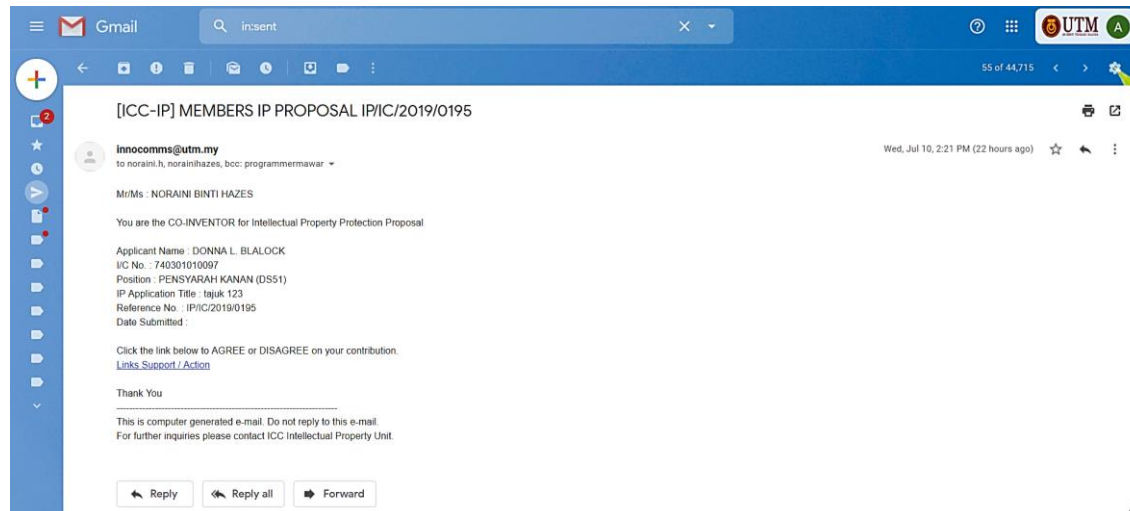 Gmail
in:sent
UTM
A
55 of 44,715
2
[ICC-IP] MEMBERS IP PROPOSAL IP/IC/2019/0195
innocomms@utm.my
Wed, Jul 10, 2:21 PM (22 hours ago)
to noraini.h, norainihazes, bcc: programmermawar
Mr/Ms : NORAINI BINTI HAZES
You are the CO-INVENTOR for Intellectual Property Protection Proposal
Applicant Name : DONNA L. BLALOCK
I/C No. : 740301010097
Position : PENSYARAH KANAN (DS51)
IP Application Title : tajuk 123
Reference No. : IP/IC/2019/0195
Date Submitted :
Click the link below to AGREE or DISAGREE on your contribution.
Links Support / Action
Thank You
------------------------------------------------------------------------
This is computer generated e-mail. Do not reply to this e-mail.
For further inquiries please contact ICC Intellectual Property Unit.
Reply
Reply all
Forward